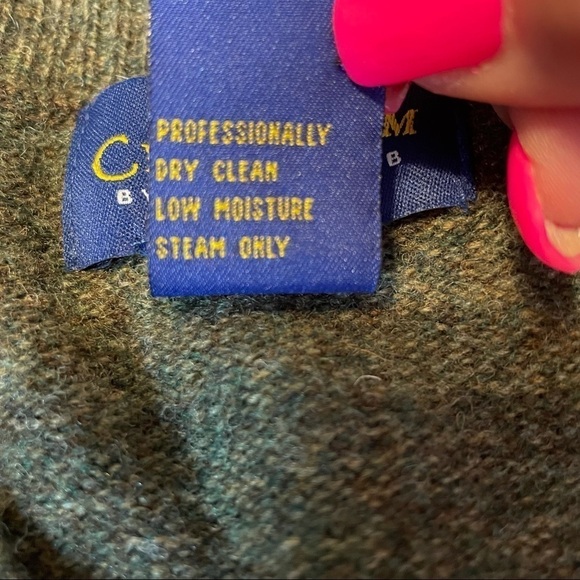 PROFESSIONALLY
DRY CLEAN
LOW MOISTURE
STEAM ONLY